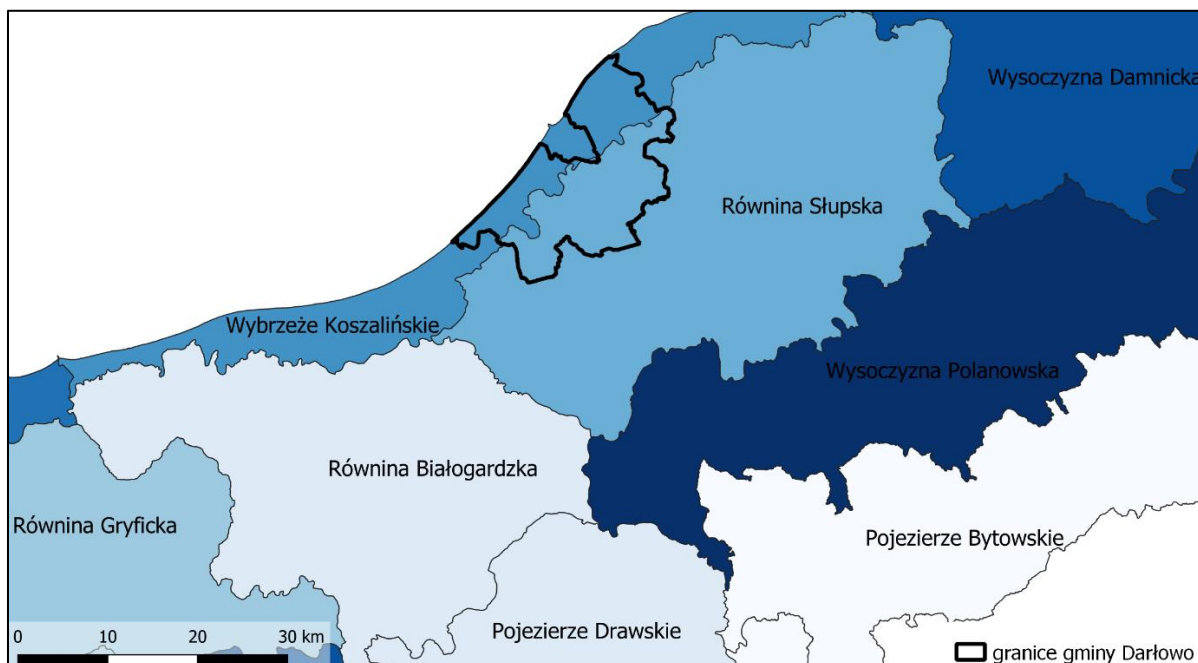 Wysoczyzna Damnicka
Równina Słupska
Wybrzeże Koszalińskie
Wysoczyzna Polanowska
Równina Białogardzka
Równina Gryficka
Pojezierze Bytowskie
Pojezierze Drawskie
0 10 20 30 km
granice gminy Darłowo